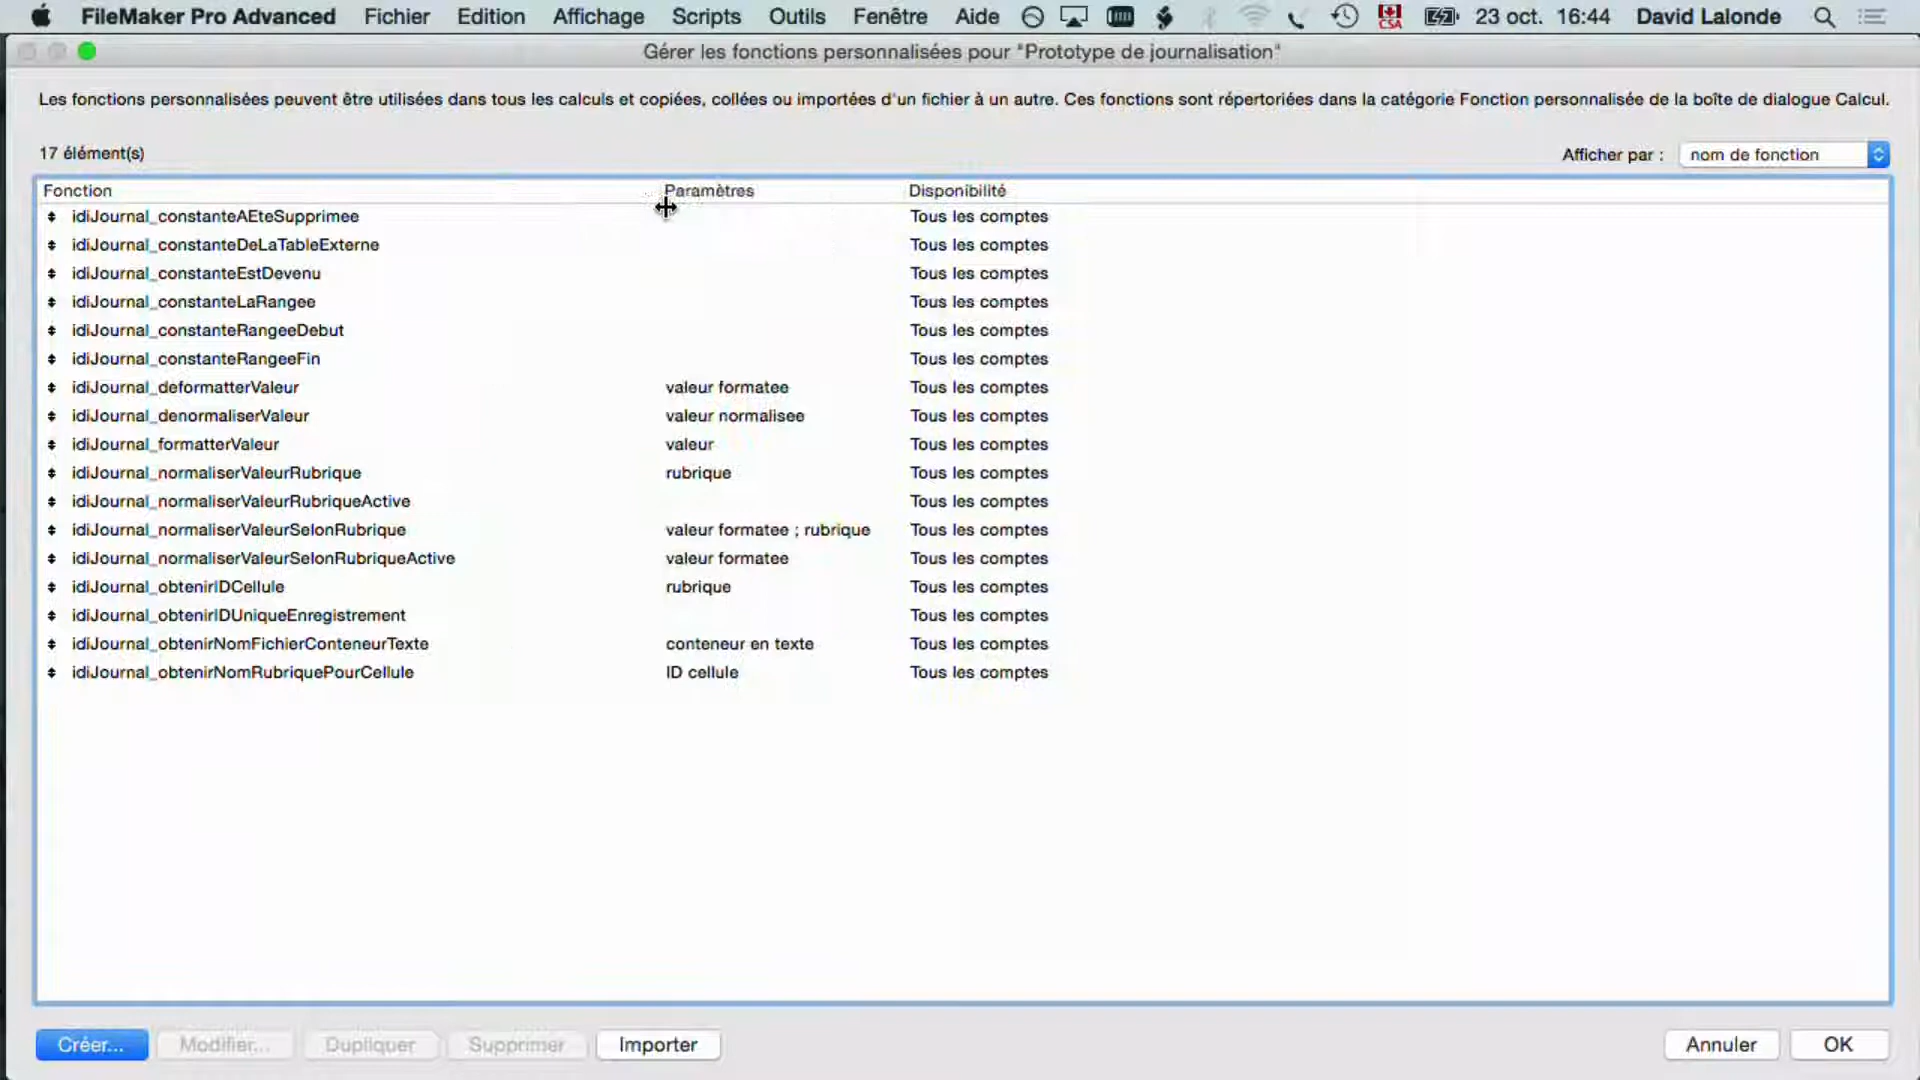 FileMaker Pro Advanced Fichier Edition Affichage Scripts Outils Fenêtre Aide CSA 23 oct. 16:44 David Lalonde
Gérer les fonctions personnalisées pour "Prototype de journalisation"
Les fonctions personnalisées peuvent être utilisées dans tous les calculs et copiées, collées ou importées d'un fichier à un autre. Ces fonctions sont répertoriées dans la catégorie Fonction personnalisée de la boîte de dialogue Calcul.
17 élément(s) Afficher par : nom de fonction
Fonction Paramètres Disponibilité
idiJournal_constanteAEteSupprimee Tous les comptes
idiJournal_constanteDeLaTableExterne Tous les comptes
idiJournal_constanteEstDevenu Tous les comptes
idiJournal_constanteLaRangee Tous les comptes
idiJournal_constanteRangeeDebut Tous les comptes
idiJournal_constanteRangeeFin Tous les comptes
idiJournal_deformatterValeur valeur formatee Tous les comptes
idiJournal_denormaliserValeur valeur normalisee Tous les comptes
idiJournal_formatterValeur valeur Tous les comptes
idiJournal_normaliserValeurRubrique rubrique Tous les comptes
idiJournal_normaliserValeurRubriqueActive Tous les comptes
idiJournal_normaliserValeurSelonRubrique valeur formatee ; rubrique Tous les comptes
idiJournal_normaliserValeurSelonRubriqueActive valeur formatee Tous les comptes
idiJournal_obtenirIDCellule rubrique Tous les comptes
idiJournal_obtenirIDUniqueEnregistrement Tous les comptes
idiJournal_obtenirNomFichierConteneurTexte conteneur en texte Tous les comptes
idiJournal_obtenirNomRubriquePourCellule ID cellule Tous les comptes
Créer... Modifier... Dupliquer Supprimer Importer Annuler OK